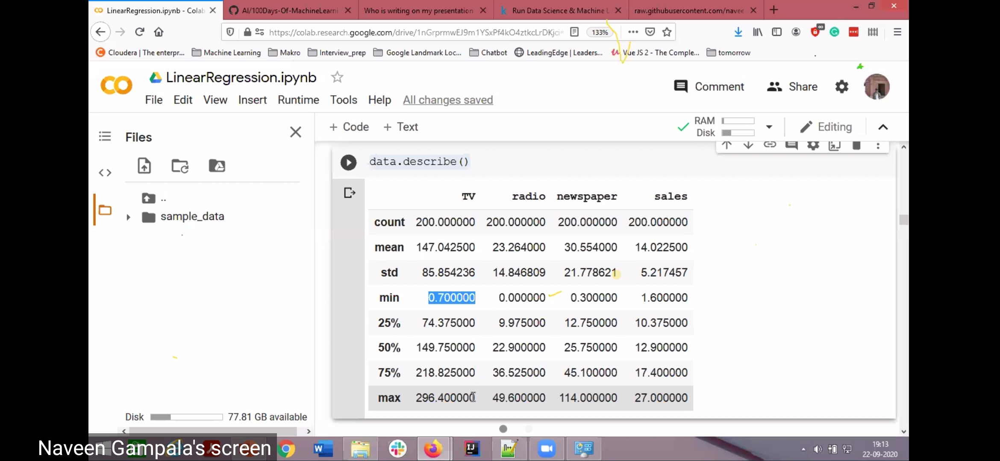 LinearRegression.ipynb - Colab
AI/100Days-Of-MachineLearni
Who is writing on my presentation
Run Data Science & Machine L
raw.githubusercontent.com/navee
133%
Cloudera | The enterpr...
Machine Learning
Makro
Interview_prep
Google Landmark Loc...
Chatbot
LeadingEdge | Leaders...
Vue JS 2 - The Comple...
tomorrow
LinearRegression.ipynb
Comment
Share
File Edit View Insert Runtime Tools Help All changes saved
+ Code + Text
RAM
Disk
Editing
Files
..
sample_data
Disk 77.81 GB available
data.describe()
TV radio newspaper sales
count 200.000000 200.000000 200.000000 200.000000
mean 147.042500 23.264000 30.554000 14.022500
std 85.854236 14.846809 21.778621 5.217457
min 0.700000 0.000000 0.300000 1.600000
25% 74.375000 9.975000 12.750000 10.375000
50% 149.750000 22.900000 25.750000 12.900000
75% 218.825000 36.525000 45.100000 17.400000
max 296.400000 49.600000 114.000000 27.000000
Naveen Gampala's screen
19:13
22-09-2020